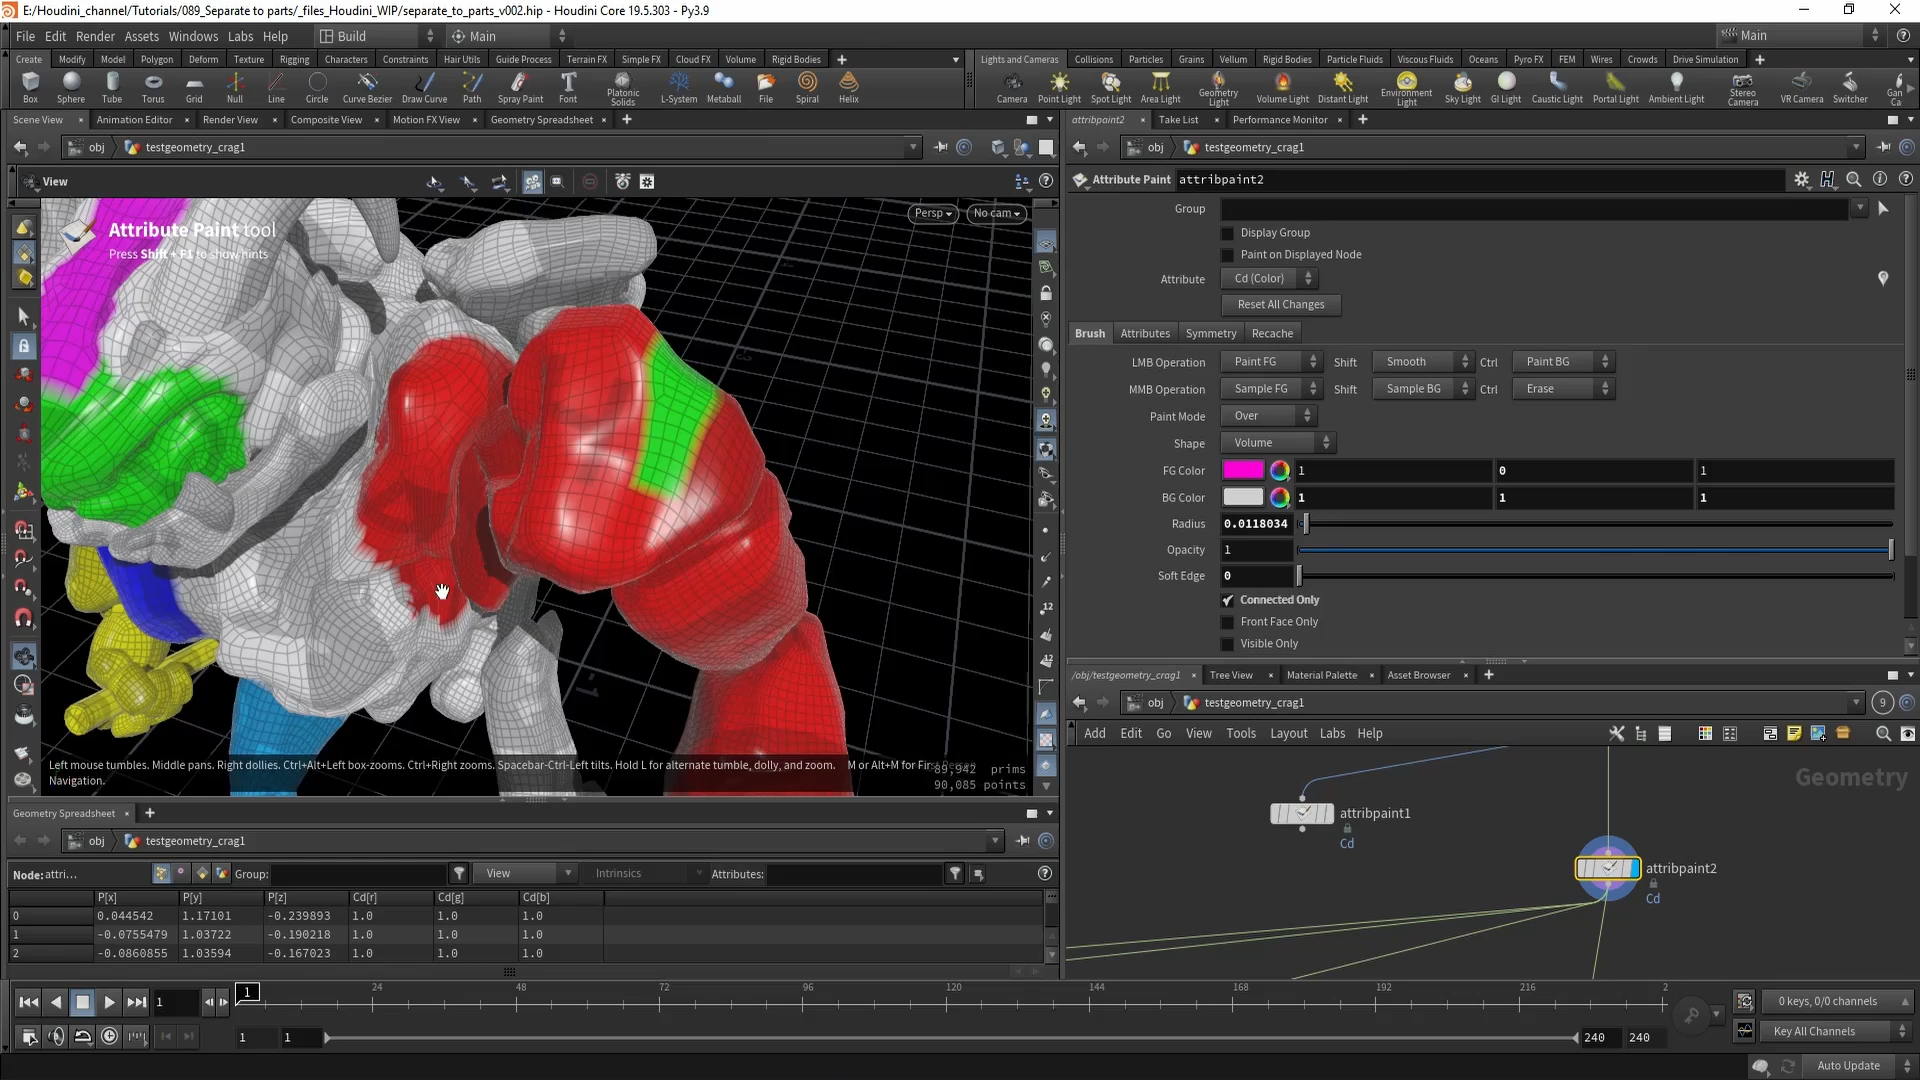 E:/Houdini_channel/Tutorials/089_Separate to parts/_files_Houdini_WIP/separate_to_parts_v002.hip - Houdini Core 19.5.303 - Py3.9
File Edit Render Assets Windows Labs Help Build Main Main
Create Modify Model Polygon Deform Texture Rigging Characters Constraints Hair Utils Guide Process Terrain FX Simple FX Cloud FX Volume Rigid Bodies
Lights and Cameras Collisions Particles Grains Vellum Rigid Bodies Particle Fluids Viscous Fluids Oceans Pyro FX FEM Wires Crowds Drive Simulation
Box Sphere Tube Torus Grid Null Line Circle Curve Bezier Draw Curve Path Spray Paint Font Platonic Solids L-System Metaball File Spiral Helix
Camera Point Light Spot Light Area Light Geometry Light Volume Light Distant Light Environment Light Sky Light GI Light Caustic Light Portal Light Ambient Light Stereo Camera VR Camera Switcher Gan Ca
Scene View Animation Editor Render View Composite View Motion FX View Geometry Spreadsheet
attribpaint2 Take List Performance Monitor
obj testgeometry_crag1
obj testgeometry_crag1
View
Attribute Paint attribpaint2
Persp No cam
Attribute Paint tool
Press Shift + F1 to show hints
Group
Display Group
Paint on Displayed Node
Attribute Cd (Color)
Reset All Changes
Brush Attributes Symmetry Recache
LMB Operation Paint FG Shift Smooth Ctrl Paint BG
MMB Operation Sample FG Shift Sample BG Ctrl Erase
Paint Mode Over
Shape Volume
FG Color 1 0 1
BG Color 1 1 1
Radius 0.0118034
Opacity 1
Soft Edge 0
Connected Only
Front Face Only
Visible Only
12
12
Left mouse tumbles. Middle pans. Right dollies. Ctrl+Alt+Left box-zooms. Ctrl+Right zooms. Spacebar-Ctrl-Left tilts. Hold L for alternate tumble, dolly, and zoom. M or Alt+M for Fir
Navigation.
89,942 prims
90,085 points
/obj/testgeometry_crag1 Tree View Material Palette Asset Browser
obj testgeometry_crag1 9
Add Edit Go View Tools Layout Labs Help
Geometry
attribpaint1
Cd
attribpaint2
Cd
Geometry Spreadsheet
obj testgeometry_crag1
Node: attri... Group: View Intrinsics Attributes:
P[x] P[y] P[z] Cd[r] Cd[g] Cd[b]
0 0.044542 1.17101 -0.239893 1.0 1.0 1.0
1 -0.0755479 1.03722 -0.190218 1.0 1.0 1.0
2 -0.0860855 1.03594 -0.167023 1.0 1.0 1.0
1 1 24 48 72 96 120 144 168 192 216 2
0 keys, 0/0 channels
1 1 240 240
Key All Channels
Auto Update